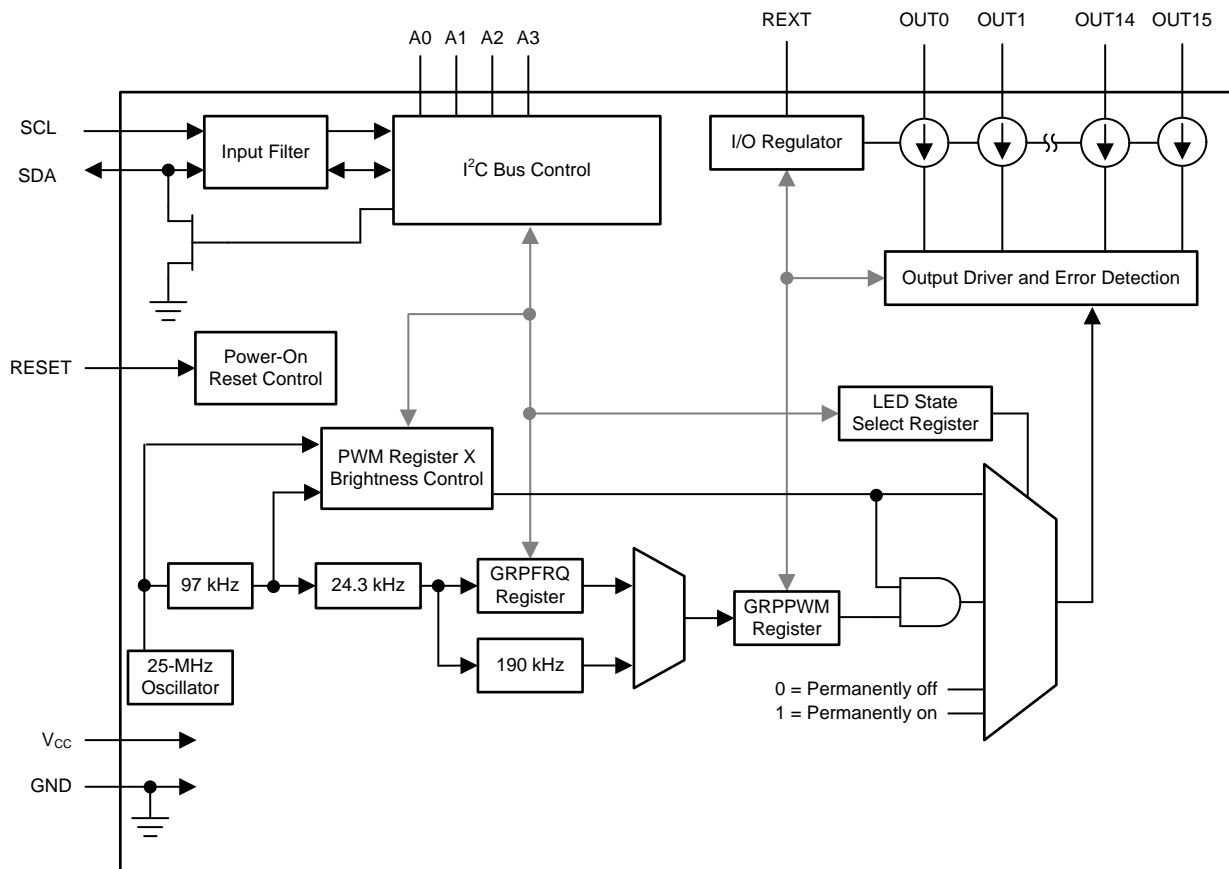 REXT OUT0 OUT1 OUT14 OUT15
A0 A1 A2 A3
SCL
SDA
Input Filter
I²C Bus Control
I/O Regulator
Output Driver and Error Detection
RESET
Power-On
Reset Control
LED State
Select Register
PWM Register X
Brightness Control
97 kHz
24.3 kHz
GRPFRQ
Register
GRPPWM
Register
190 kHz
25-MHz
Oscillator
0 = Permanently off
1 = Permanently on
VCC
GND